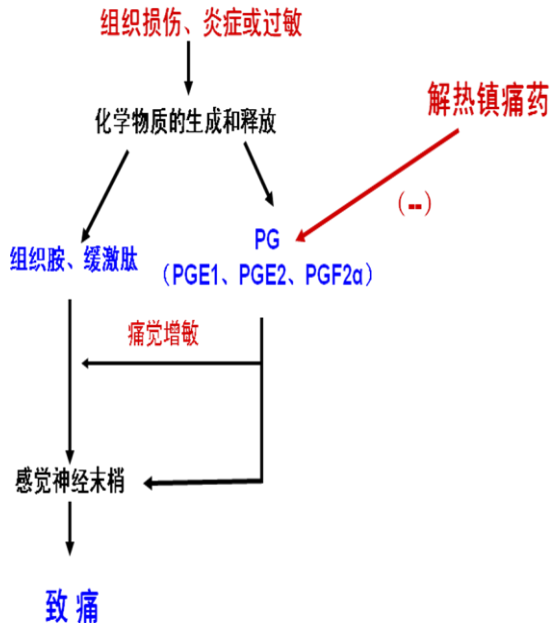 组织损伤、炎症或过敏
解热镇痛药
化学物质的生成和释放
(--)
PG
组织胺、缓激肽
（PGE1、PGE2、PGF2α）
痛觉增敏
感觉神经末梢
致痛